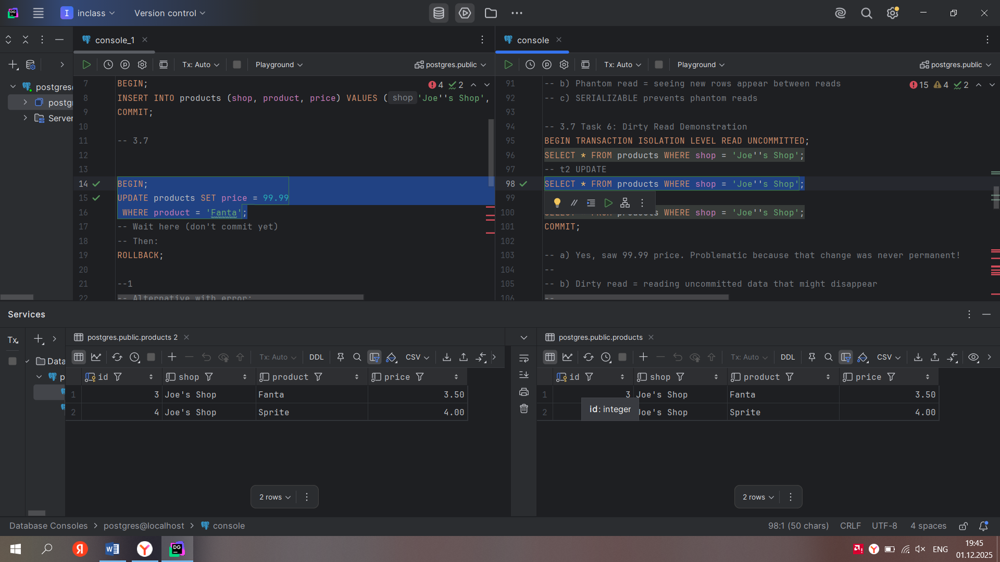 I inclass Version control
console_1
console
Tx: Auto Playground postgres.public
Tx: Auto Playground postgres.public
postgres(
postg
Server
7 BEGIN; 4 2
8 INSERT INTO products (shop, product, price) VALUES ( shop 'Joe''s Shop',
9 COMMIT;
10
11 -- 3.7
12
13
14 BEGIN;
15 UPDATE products SET price = 99.99
16 WHERE product = 'Fanta';
17 -- Wait here (don't commit yet)
18 -- Then:
19 ROLLBACK;
20
21 --1
22 -- Alternative with error:
91 -- b) Phantom read = seeing new rows appear between reads 15 4 2
92 -- c) SERIALIZABLE prevents phantom reads
93
94 -- 3.7 Task 6: Dirty Read Demonstration
95 BEGIN TRANSACTION ISOLATION LEVEL READ UNCOMMITTED;
96 SELECT * FROM products WHERE shop = 'Joe''s Shop';
97 -- t2 UPDATE
98 SELECT * FROM products WHERE shop = 'Joe''s Shop';
99
100 WHERE shop = 'Joe''s Shop';
101 COMMIT;
102
103 -- a) Yes, saw 99.99 price. Problematic because that change was never permanent!
104 --
105 -- b) Dirty read = reading uncommitted data that might disappear
106 --
Services
Tx
Data
p
postgres.public.products 2
Tx: Auto DDL CSV
id shop product price
1 3 Joe's Shop Fanta 3.50
2 4 Joe's Shop Sprite 4.00
2 rows
postgres.public.products
Tx: Auto DDL CSV
id shop product price
1 3 Joe's Shop Fanta 3.50
2 Joe's Shop Sprite 4.00
id: integer
2 rows
Database Consoles postgres@localhost console 98:1 (50 chars) CRLF UTF-8 4 spaces
ENG 19:45
01.12.2025